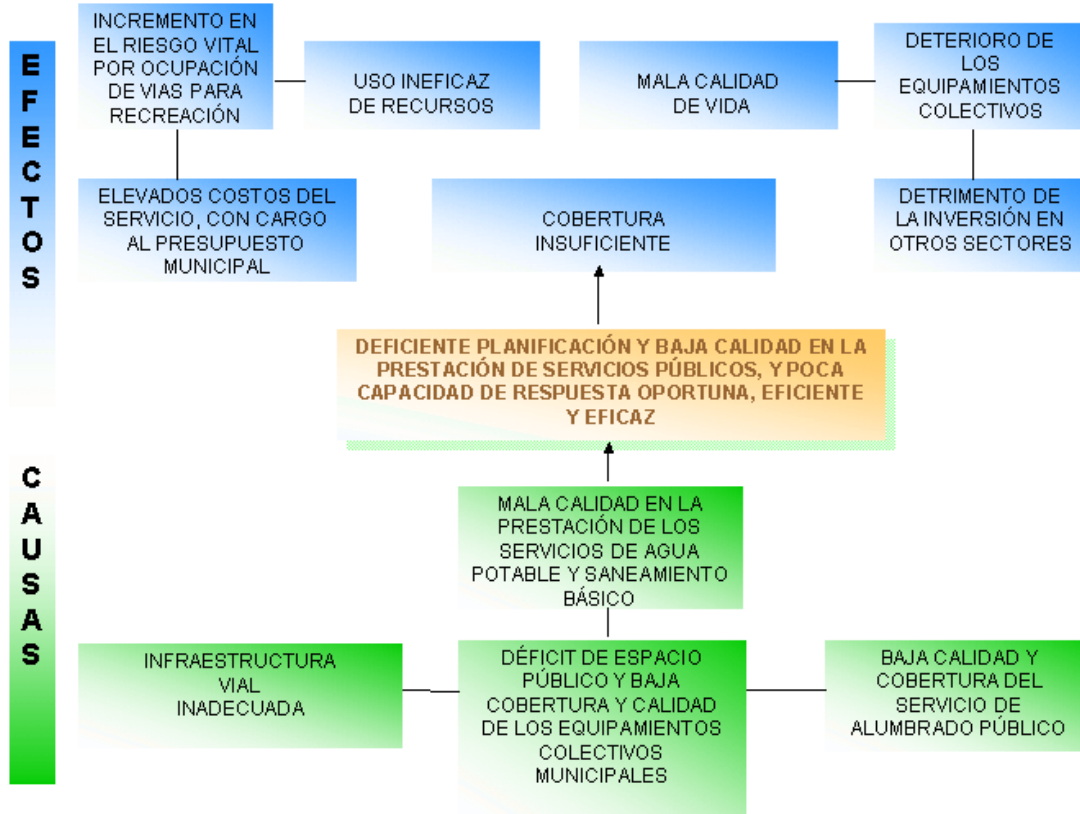 EFECTOS
INCREMENTO EN
EL RIESGO VITAL
POR OCUPACIÓN
DE VIAS PARA
RECREACIÓN
USO INEFICAZ
DE RECURSOS
MALA CALIDAD
DE VIDA
DETERIORO DE
LOS
EQUIPAMIENTOS
COLECTIVOS
ELEVADOS COSTOS DEL
SERVICIO, CON CARGO
AL PRESUPUESTO
MUNICIPAL
COBERTURA
INSUFICIENTE
DETRIMENTO DE
LA INVERSIÓN EN
OTROS SECTORES
DEFICIENTE PLANIFICACIÓN Y BAJA CALIDAD EN LA
PRESTACIÓN DE SERVICIOS PÚBLICOS, Y POCA
CAPACIDAD DE RESPUESTA OPORTUNA, EFICIENTE
Y EFICAZ
CAUSAS
MALA CALIDAD EN LA
PRESTACIÓN DE LOS
SERVICIOS DE AGUA
POTABLE Y SANEAMIENTO
BÁSICO
INFRAESTRUCTURA
VIAL
INADECUADA
DÉFICIT DE ESPACIO
PÚBLICO Y BAJA
COBERTURA Y CALIDAD
DE LOS EQUIPAMIENTOS
COLECTIVOS
MUNICIPALES
BAJA CALIDAD Y
COBERTURA DEL
SERVICIO DE
ALUMBRADO PÚBLICO